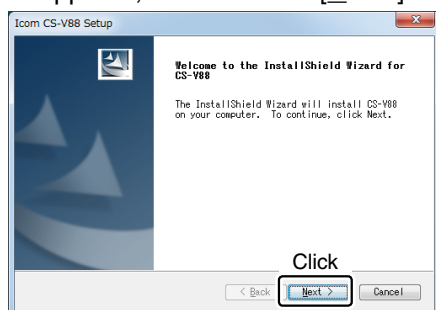 Icom CS-V88 Setup
Welcome to the InstallShield Wizard for
CS-V88
The InstallShield Wizard will install CS-V88
on your computer. To continue, click Next.
Click
< Back
Next >
Cancel